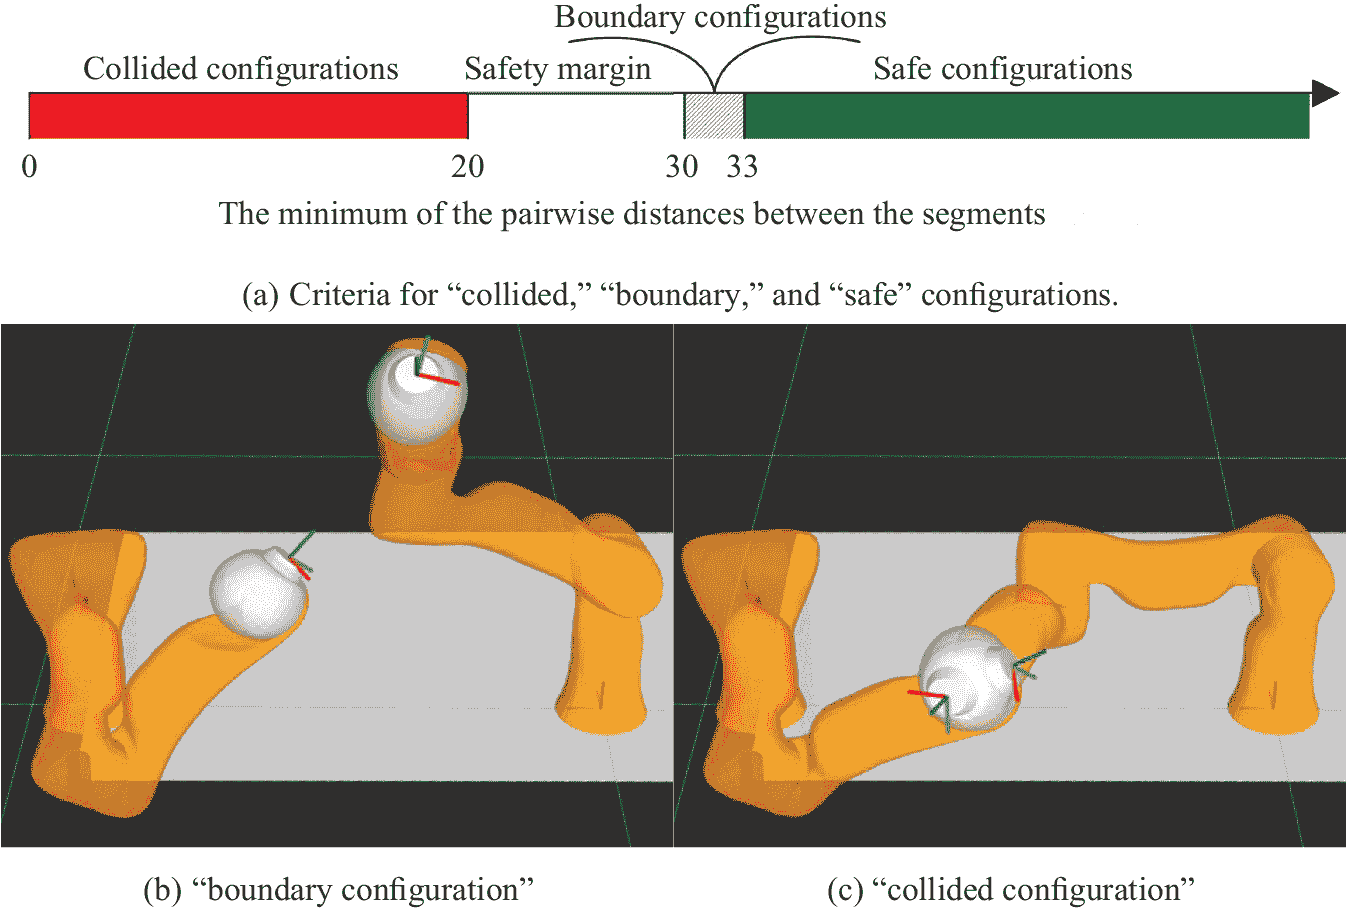 Boundary configurations
Collided configurations Safety margin Safe configurations
0 20 30 33
The minimum of the pairwise distances between the segments
(a) Criteria for “collided,” “boundary,” and “safe” configurations.
(b) “boundary configuration” (c) “collided configuration”